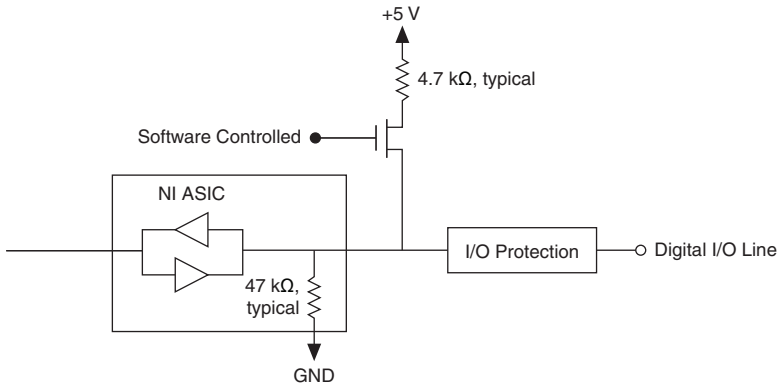 +5 V
4.7 kΩ, typical
Software Controlled
NI ASIC
I/O Protection
Digital I/O Line
47 kΩ,
typical
GND